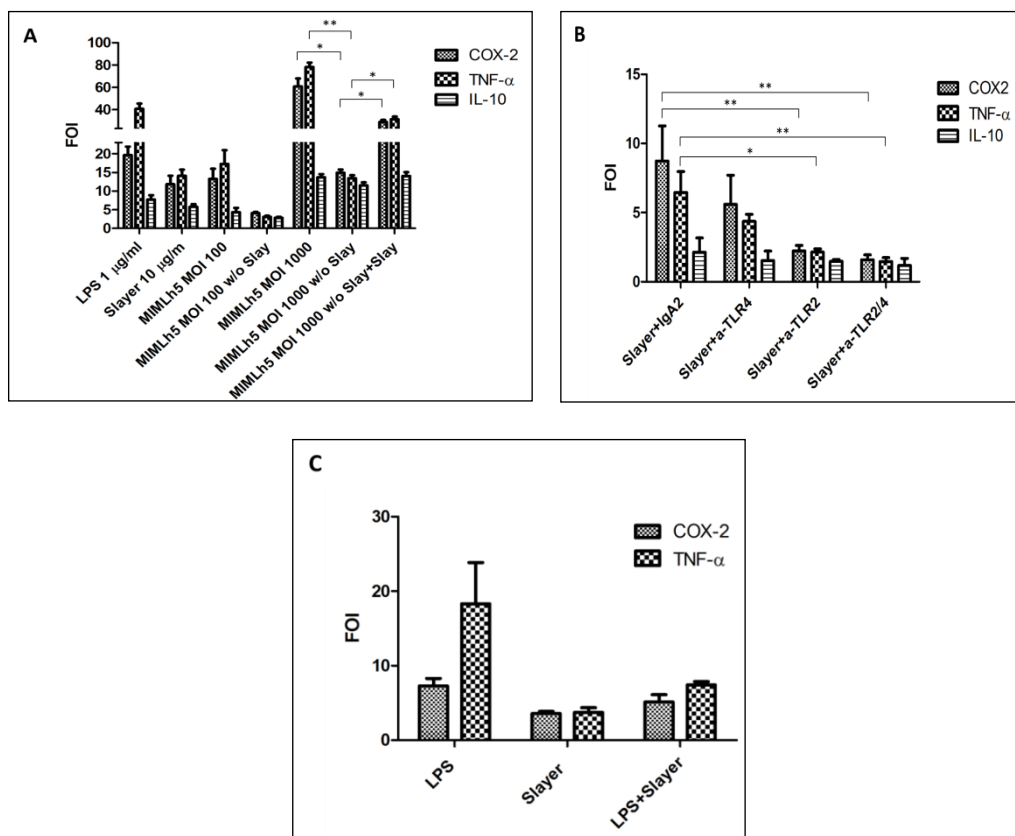 A
COX-2
TNF-α
IL-10
FOI
100
80
60
40
20
15
10
5
0
**
*
*
*
LPS 1 μg/ml
Slayer 10 μg/m
MIMLh5 MOI 100
MIMLh5 MOI 100 w/o Slay
MIMLh5 MOI 1000
MIMLh5 MOI 1000 w/o Slay
MIMLh5 MOI 1000 w/o Slay+Slay
B
COX2
TNF-α
IL-10
FOI
15
10
5
0
**
**
**
*
Slayer+IgA2
Slayer+a-TLR4
Slayer+a-TLR2
Slayer+a-TLR2/4
C
COX-2
TNF-α
FOI
30
20
10
0
LPS
Slayer
LPS+Slayer